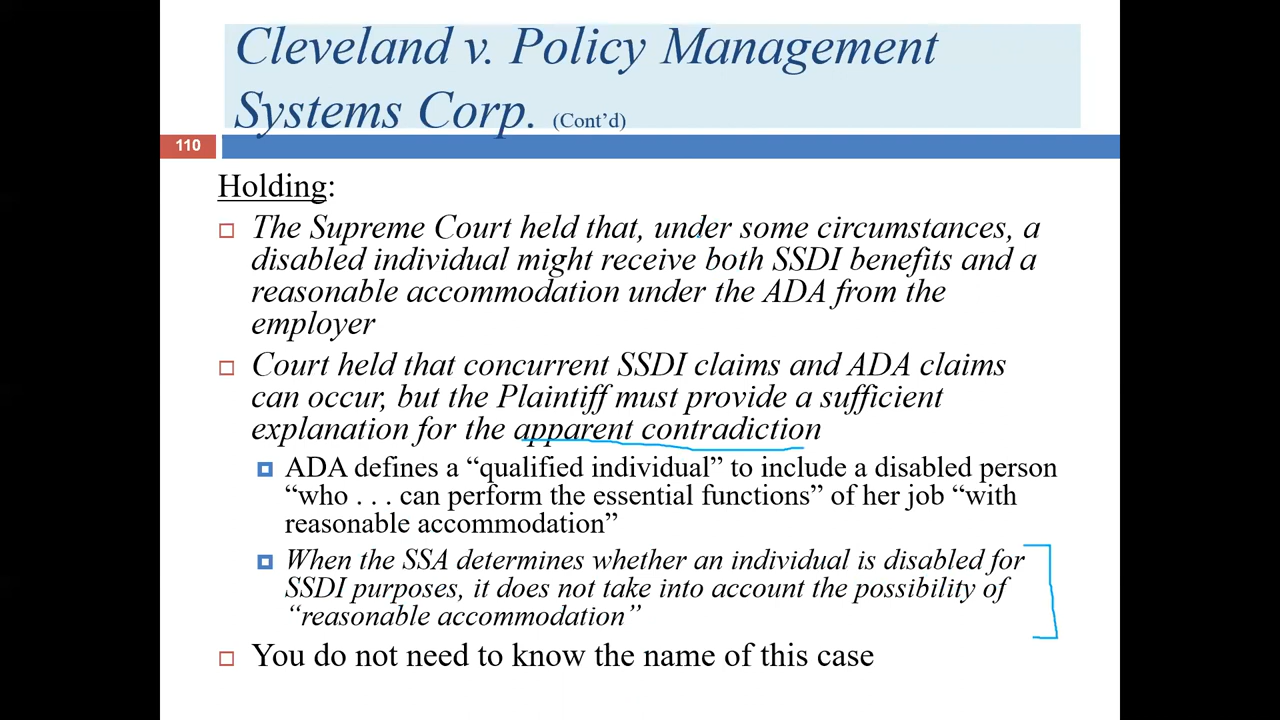 Cleveland v. Policy Management
Systems Corp. (Cont’d)
110
Holding:
The Supreme Court held that, under some circumstances, a
disabled individual might receive both SSDI benefits and a
reasonable accommodation under the ADA from the
employer
Court held that concurrent SSDI claims and ADA claims
can occur, but the Plaintiff must provide a sufficient
explanation for the apparent contradiction
ADA defines a “qualified individual” to include a disabled person
“who . . . can perform the essential functions” of her job “with
reasonable accommodation”
When the SSA determines whether an individual is disabled for
SSDI purposes, it does not take into account the possibility of
“reasonable accommodation”
You do not need to know the name of this case